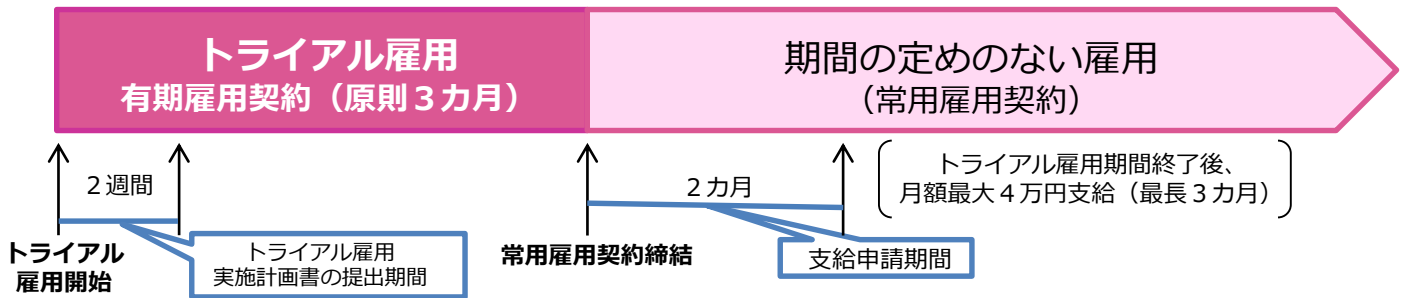 トライアル雇用
有期雇用契約（原則３カ月）
期間の定めのない雇用
（常用雇用契約）
２週間
２カ月
トライアル雇用期間終了後、
月額最大４万円支給（最長３カ月）
トライアル
雇用開始
トライアル雇用
実施計画書の提出期間
常用雇用契約締結
支給申請期間